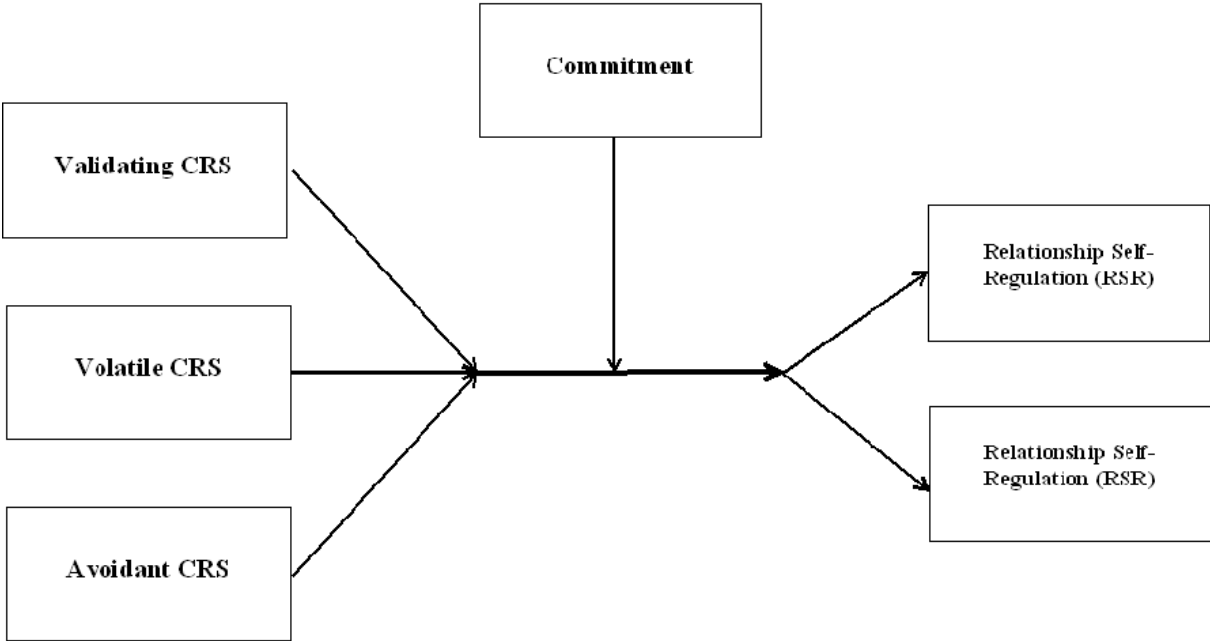 Commitment
Validating CRS
Relationship Self-
Regulation (RSR)
Volatile CRS
Relationship Self-
Regulation (RSR)
Avoidant CRS